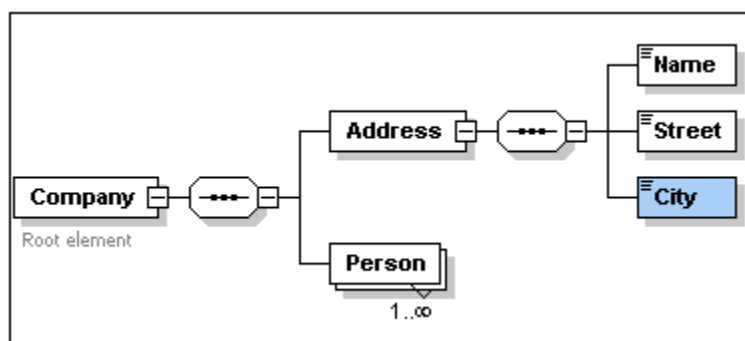 Company
Root element
Address
Person
1..∞
Name
Street
City